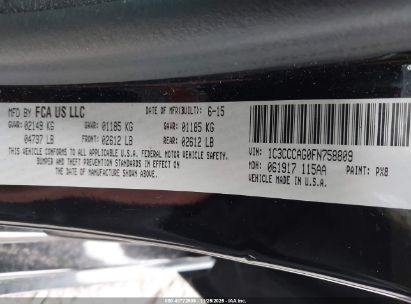 MFD BY FCA US LLC
DATE OF MFR(BUILT): 6-15
GVWR: 02149 KG GAWR: 01185 KG GAWR: 01185 KG
04737 LB FRONT: 02612 LB REAR: 02612 LB
THIS VEHICLE CONFORMS TO ALL APPLICABLE U.S.A. FEDERAL MOTOR VEHICLE SAFETY,
BUMPER AND THEFT PREVENTION STANDARDS IN EFFECT ON
THE DATE OF MANUFACTURE SHOWN ABOVE.
VIN: 1C3CCCAG0FN758809
MDH: 061917 115AA PAINT: PX8
MADE IN U.S.A.